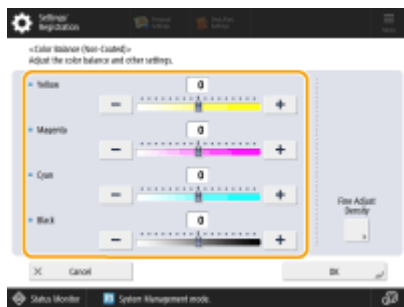 Settings/
Registration
<Color Balance (Non-Coated)>
Adjust the color balance and other settings.
Yellow
0
− +
Magenta
0
− +
Cyan
0
− +
Black
0
− +
Fine Adjust
Density
Cancel
OK
Status Monitor
System Management mode.